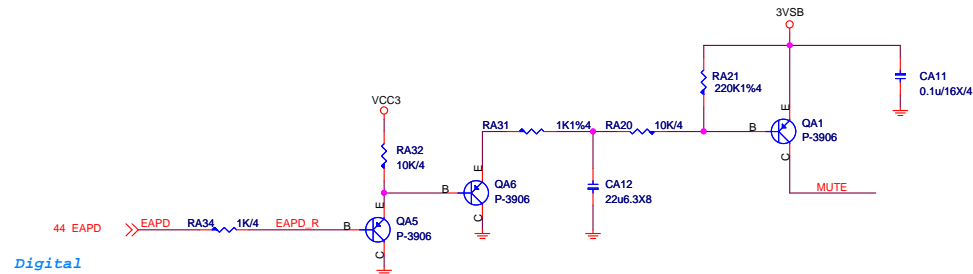 3VSB
RA21
220K1%4
CA11
0.1u/16X/4
VCC3
RA31
1K1%4
RA20
10K/4
E
B
QA1
P-3906
C
RA32
10K/4
E
B
QA6
P-3906
C
CA12
22u6.3X8
MUTE
44 EAPD
EAPD
RA34
1K/4
EAPD_R
E
B
QA5
P-3906
C
Digital